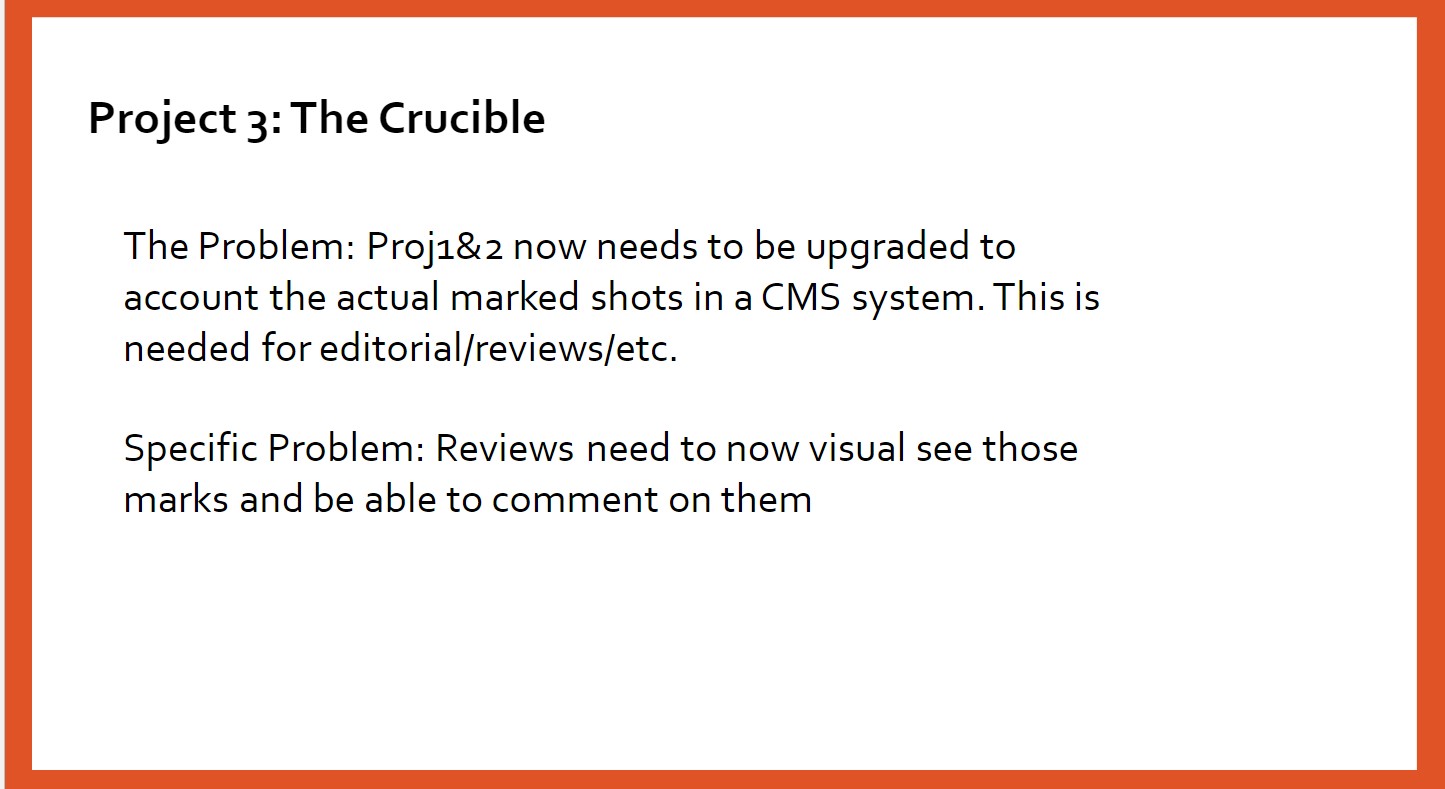 Project 3: The Crucible
The Problem: Proj1&2 now needs to be upgraded to
account the actual marked shots in a CMS system. This is
needed for editorial/reviews/etc.
Specific Problem: Reviews need to now visual see those
marks and be able to comment on them